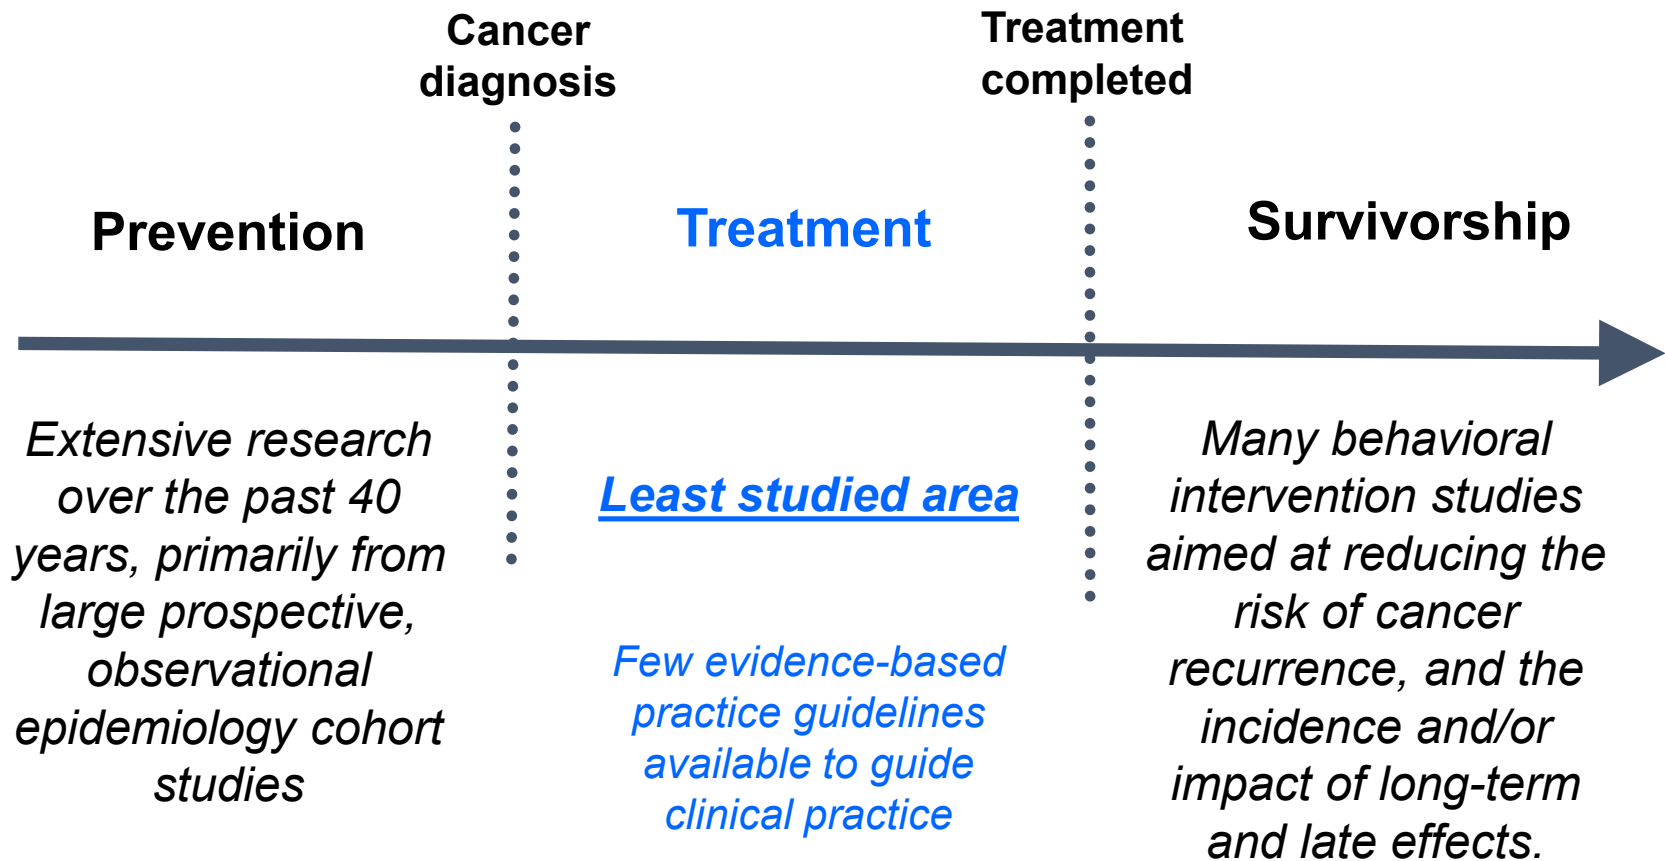 Cancer
diagnosis
Treatment
completed
Prevention
Treatment
Survivorship
Extensive research
over the past 40
years, primarily from
large prospective,
observational
epidemiology cohort
studies
Least studied area
Few evidence-based
practice guidelines
available to guide
clinical practice
Many behavioral
intervention studies
aimed at reducing the
risk of cancer
recurrence, and the
incidence and/or
impact of long-term
and late effects.